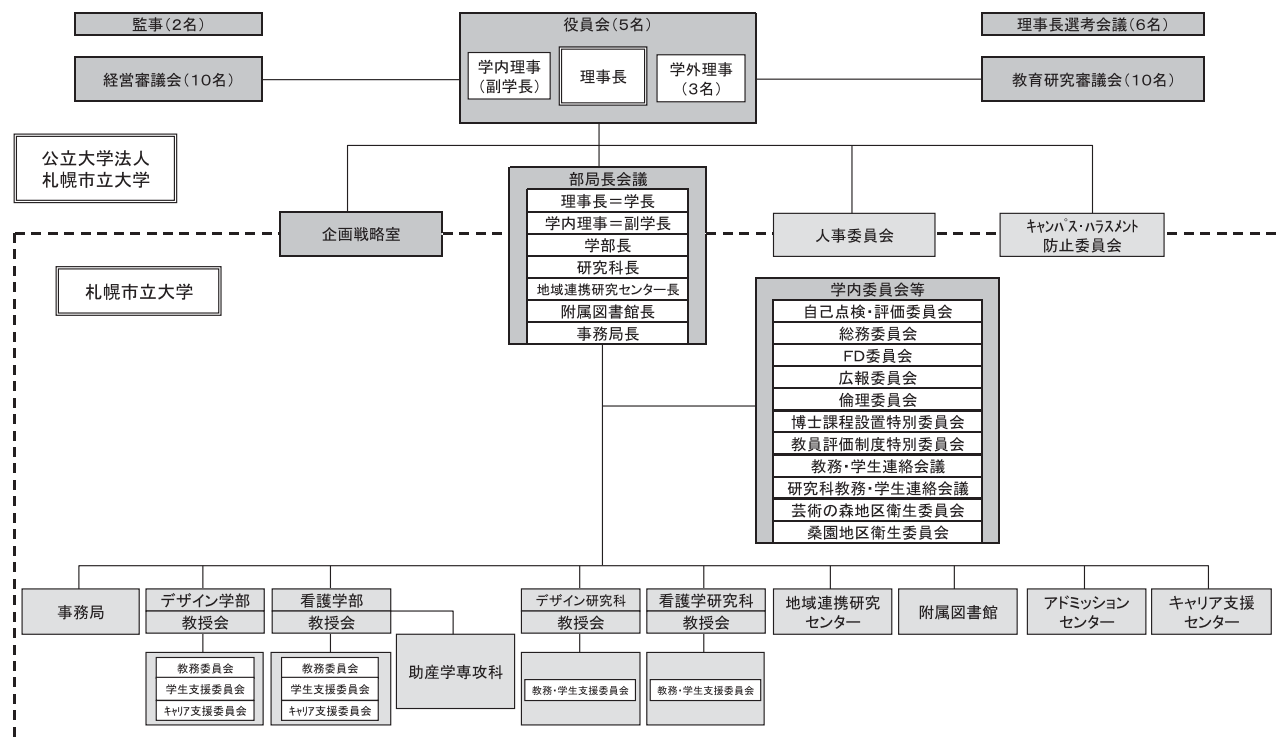 監事(2名)
役員会(5名)
理事長選考会議(6名)
経営審議会(10名)
学内理事
(副学長)
理事長
学外理事
(3名)
教育研究審議会(10名)
公立大学法人
札幌市立大学
部局長会議
理事長=学長
学内理事=副学長
学部長
研究科長
地域連携研究センター長
附属図書館長
事務局長
企画戦略室
人事委員会
キャンパス・ハラスメント
防止委員会
札幌市立大学
学内委員会等
自己点検・評価委員会
総務委員会
FD委員会
広報委員会
倫理委員会
博士課程設置特別委員会
教員評価制度特別委員会
教務・学生連絡会議
研究科教務・学生連絡会議
芸術の森地区衛生委員会
桑園地区衛生委員会
事務局
デザイン学部
教授会
教務委員会
学生支援委員会
キャリア支援委員会
看護学部
教授会
教務委員会
学生支援委員会
キャリア支援委員会
助産学専攻科
デザイン研究科
教授会
教務・学生支援委員会
看護学研究科
教授会
教務・学生支援委員会
地域連携研究
センター
附属図書館
アドミッション
センター
キャリア支援
センター